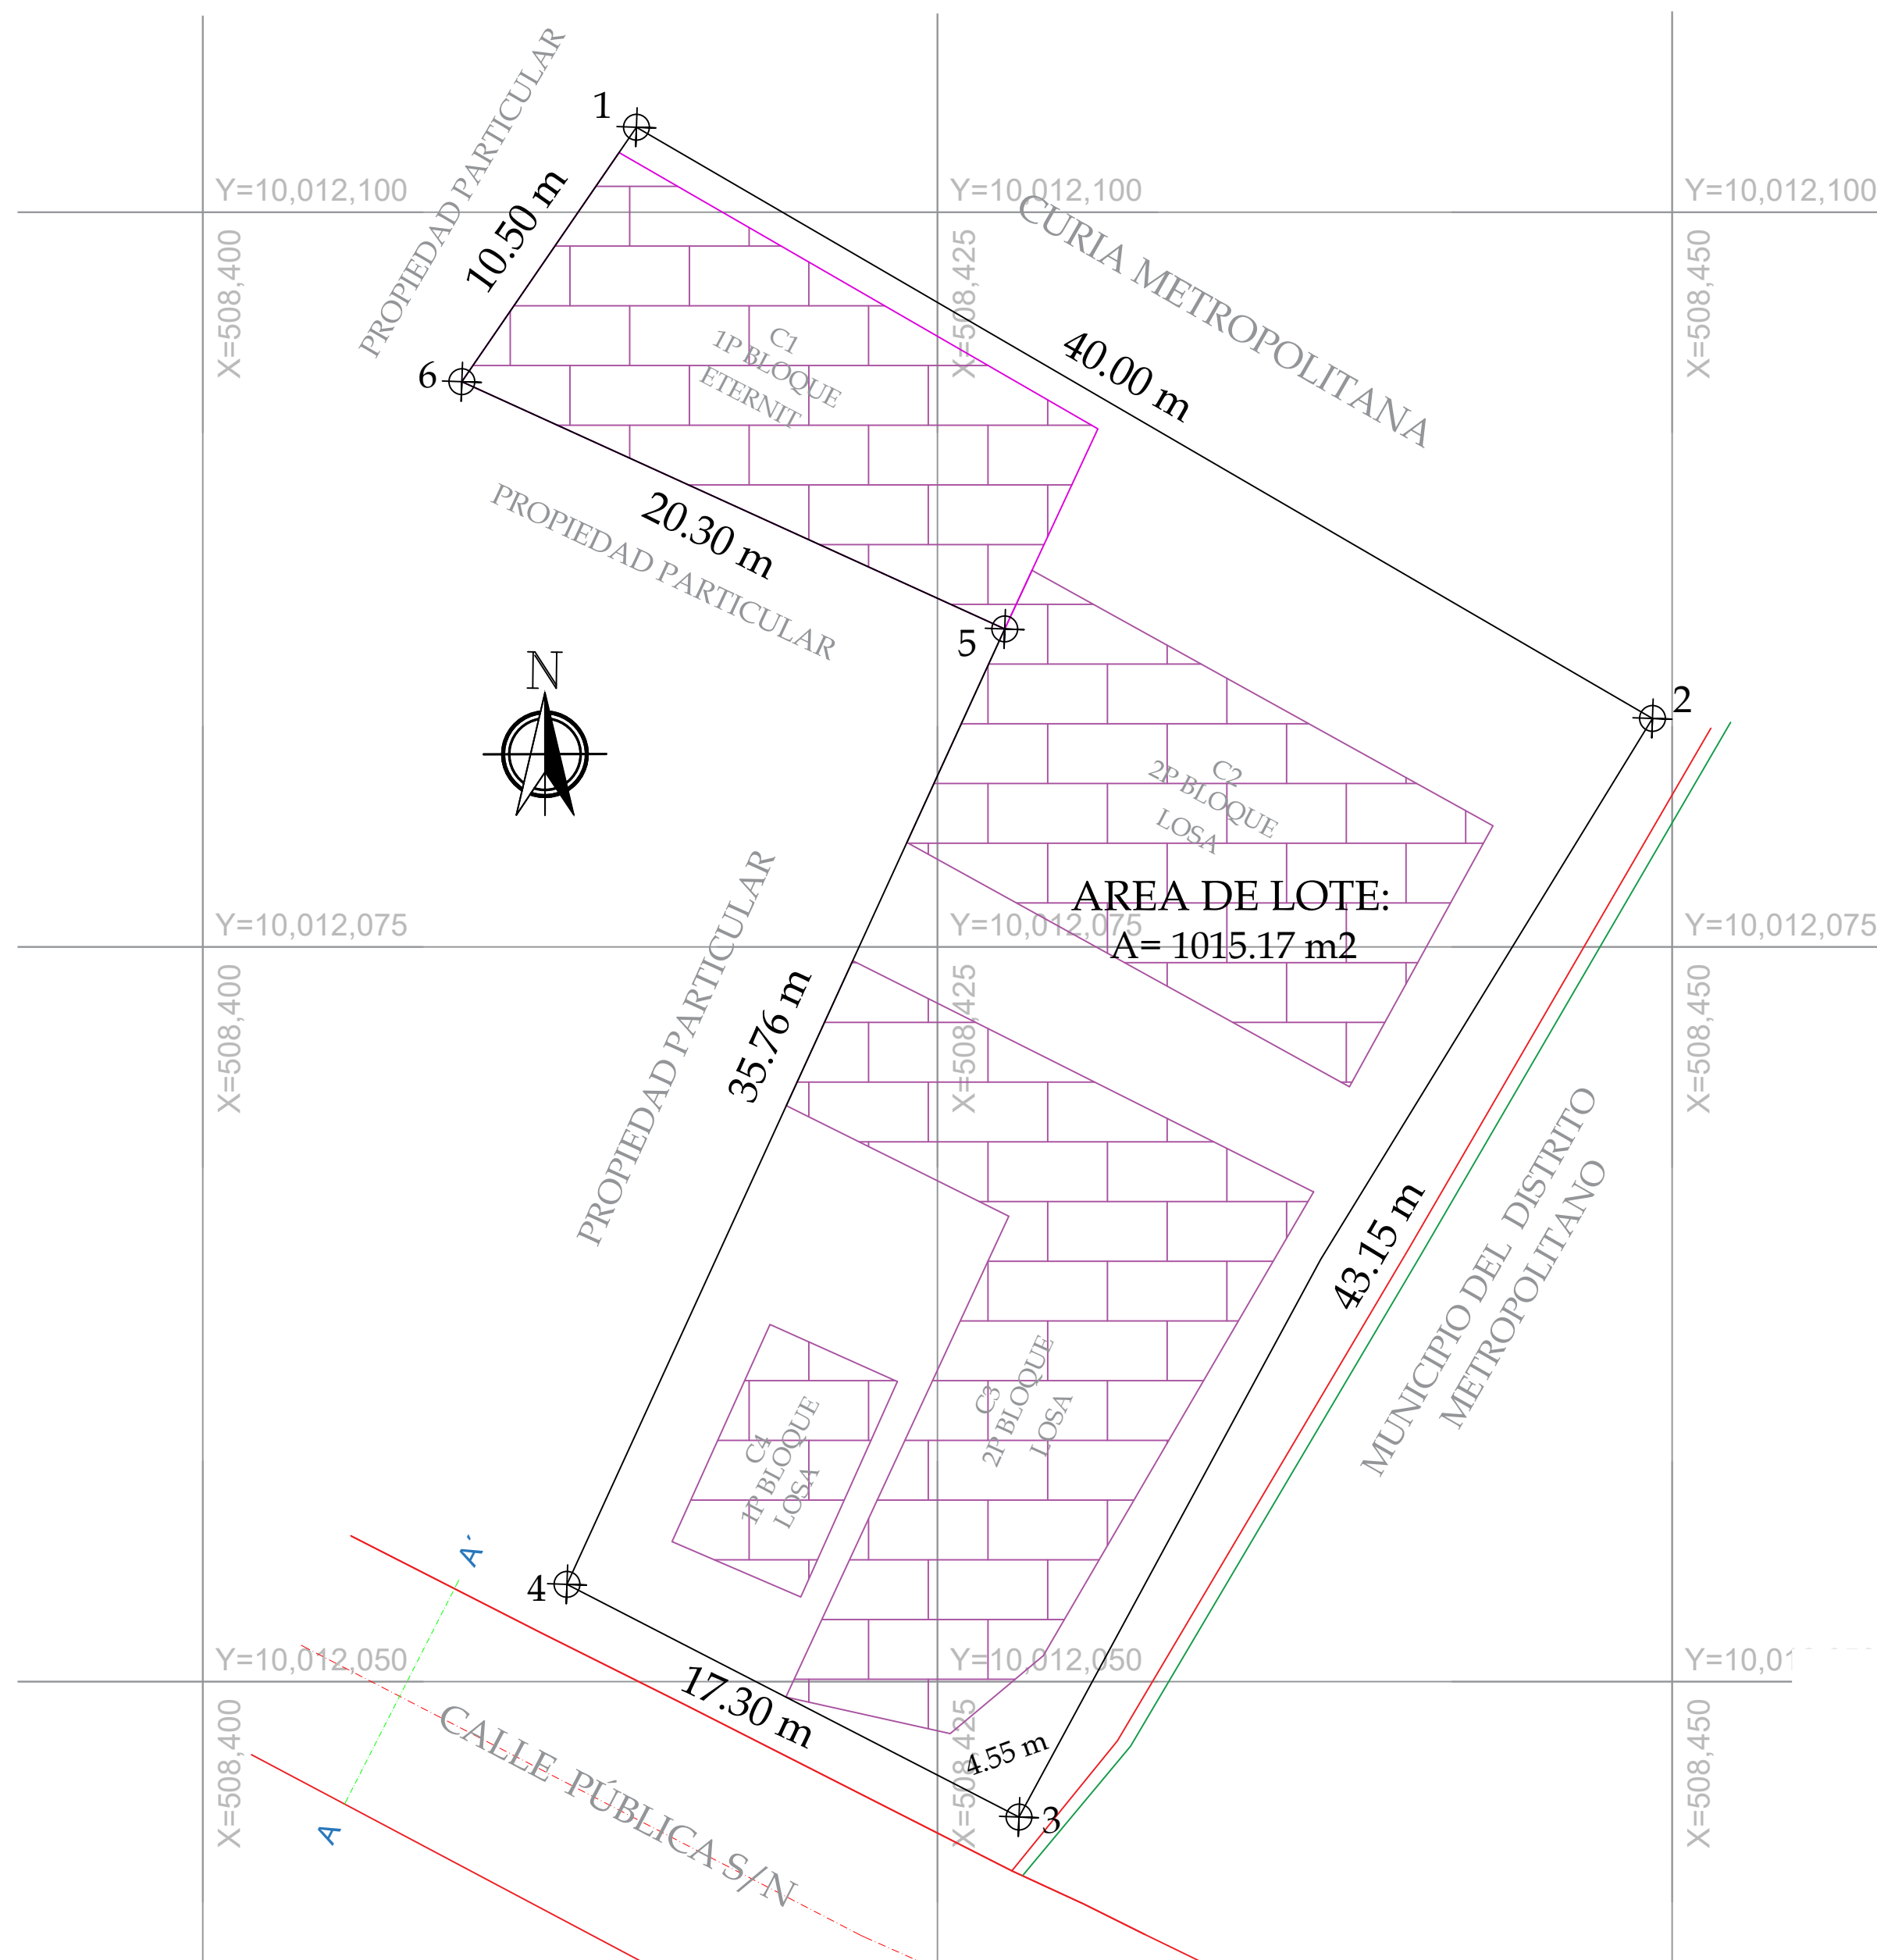 PROPIEDAD PARTICULAR
1
10.50 m
Y=10,012,100
Y=10,012,100
Y=10,012,100
X=508,400
X=508,425
X=508,450
CURIA METROPOLITANA
40.00 m
C1
1P BLOQUE
ETERNIT
6
20.30 m
PROPIEDAD PARTICULAR
5
N
2
C2
2P BLOQUE
LOSA
AREA DE LOTE:
A= 1015.17 m2
Y=10,012,075
Y=10,012,075
Y=10,012,075
X=508,400
X=508,425
X=508,450
PROPIEDAD PARTICULAR
35.76 m
43.15 m
MUNICIPIO DEL DISTRITO
METROPOLITANO
C3
2P BLOQUE
LOSA
C4
1P BLOQUE
LOSA
A´
4
Y=10,012,050
Y=10,012,050
Y=10,01
X=508,400
X=508,425
X=508,450
17.30 m
4.55 m
3
CALLE PÚBLICA S/N
A